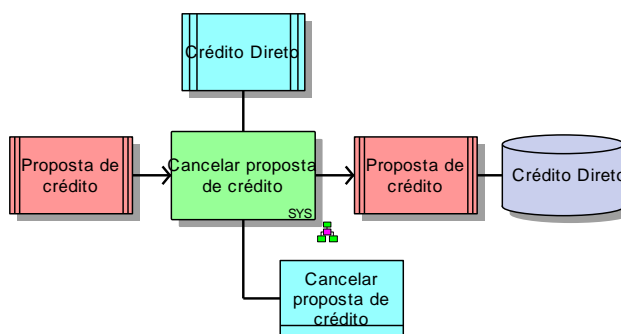 Crédito Direto
Proposta de
crédito
Cancelar proposta
de crédito
SYS
Proposta de
crédito
Crédito Direto
Cancelar
proposta de
crédito